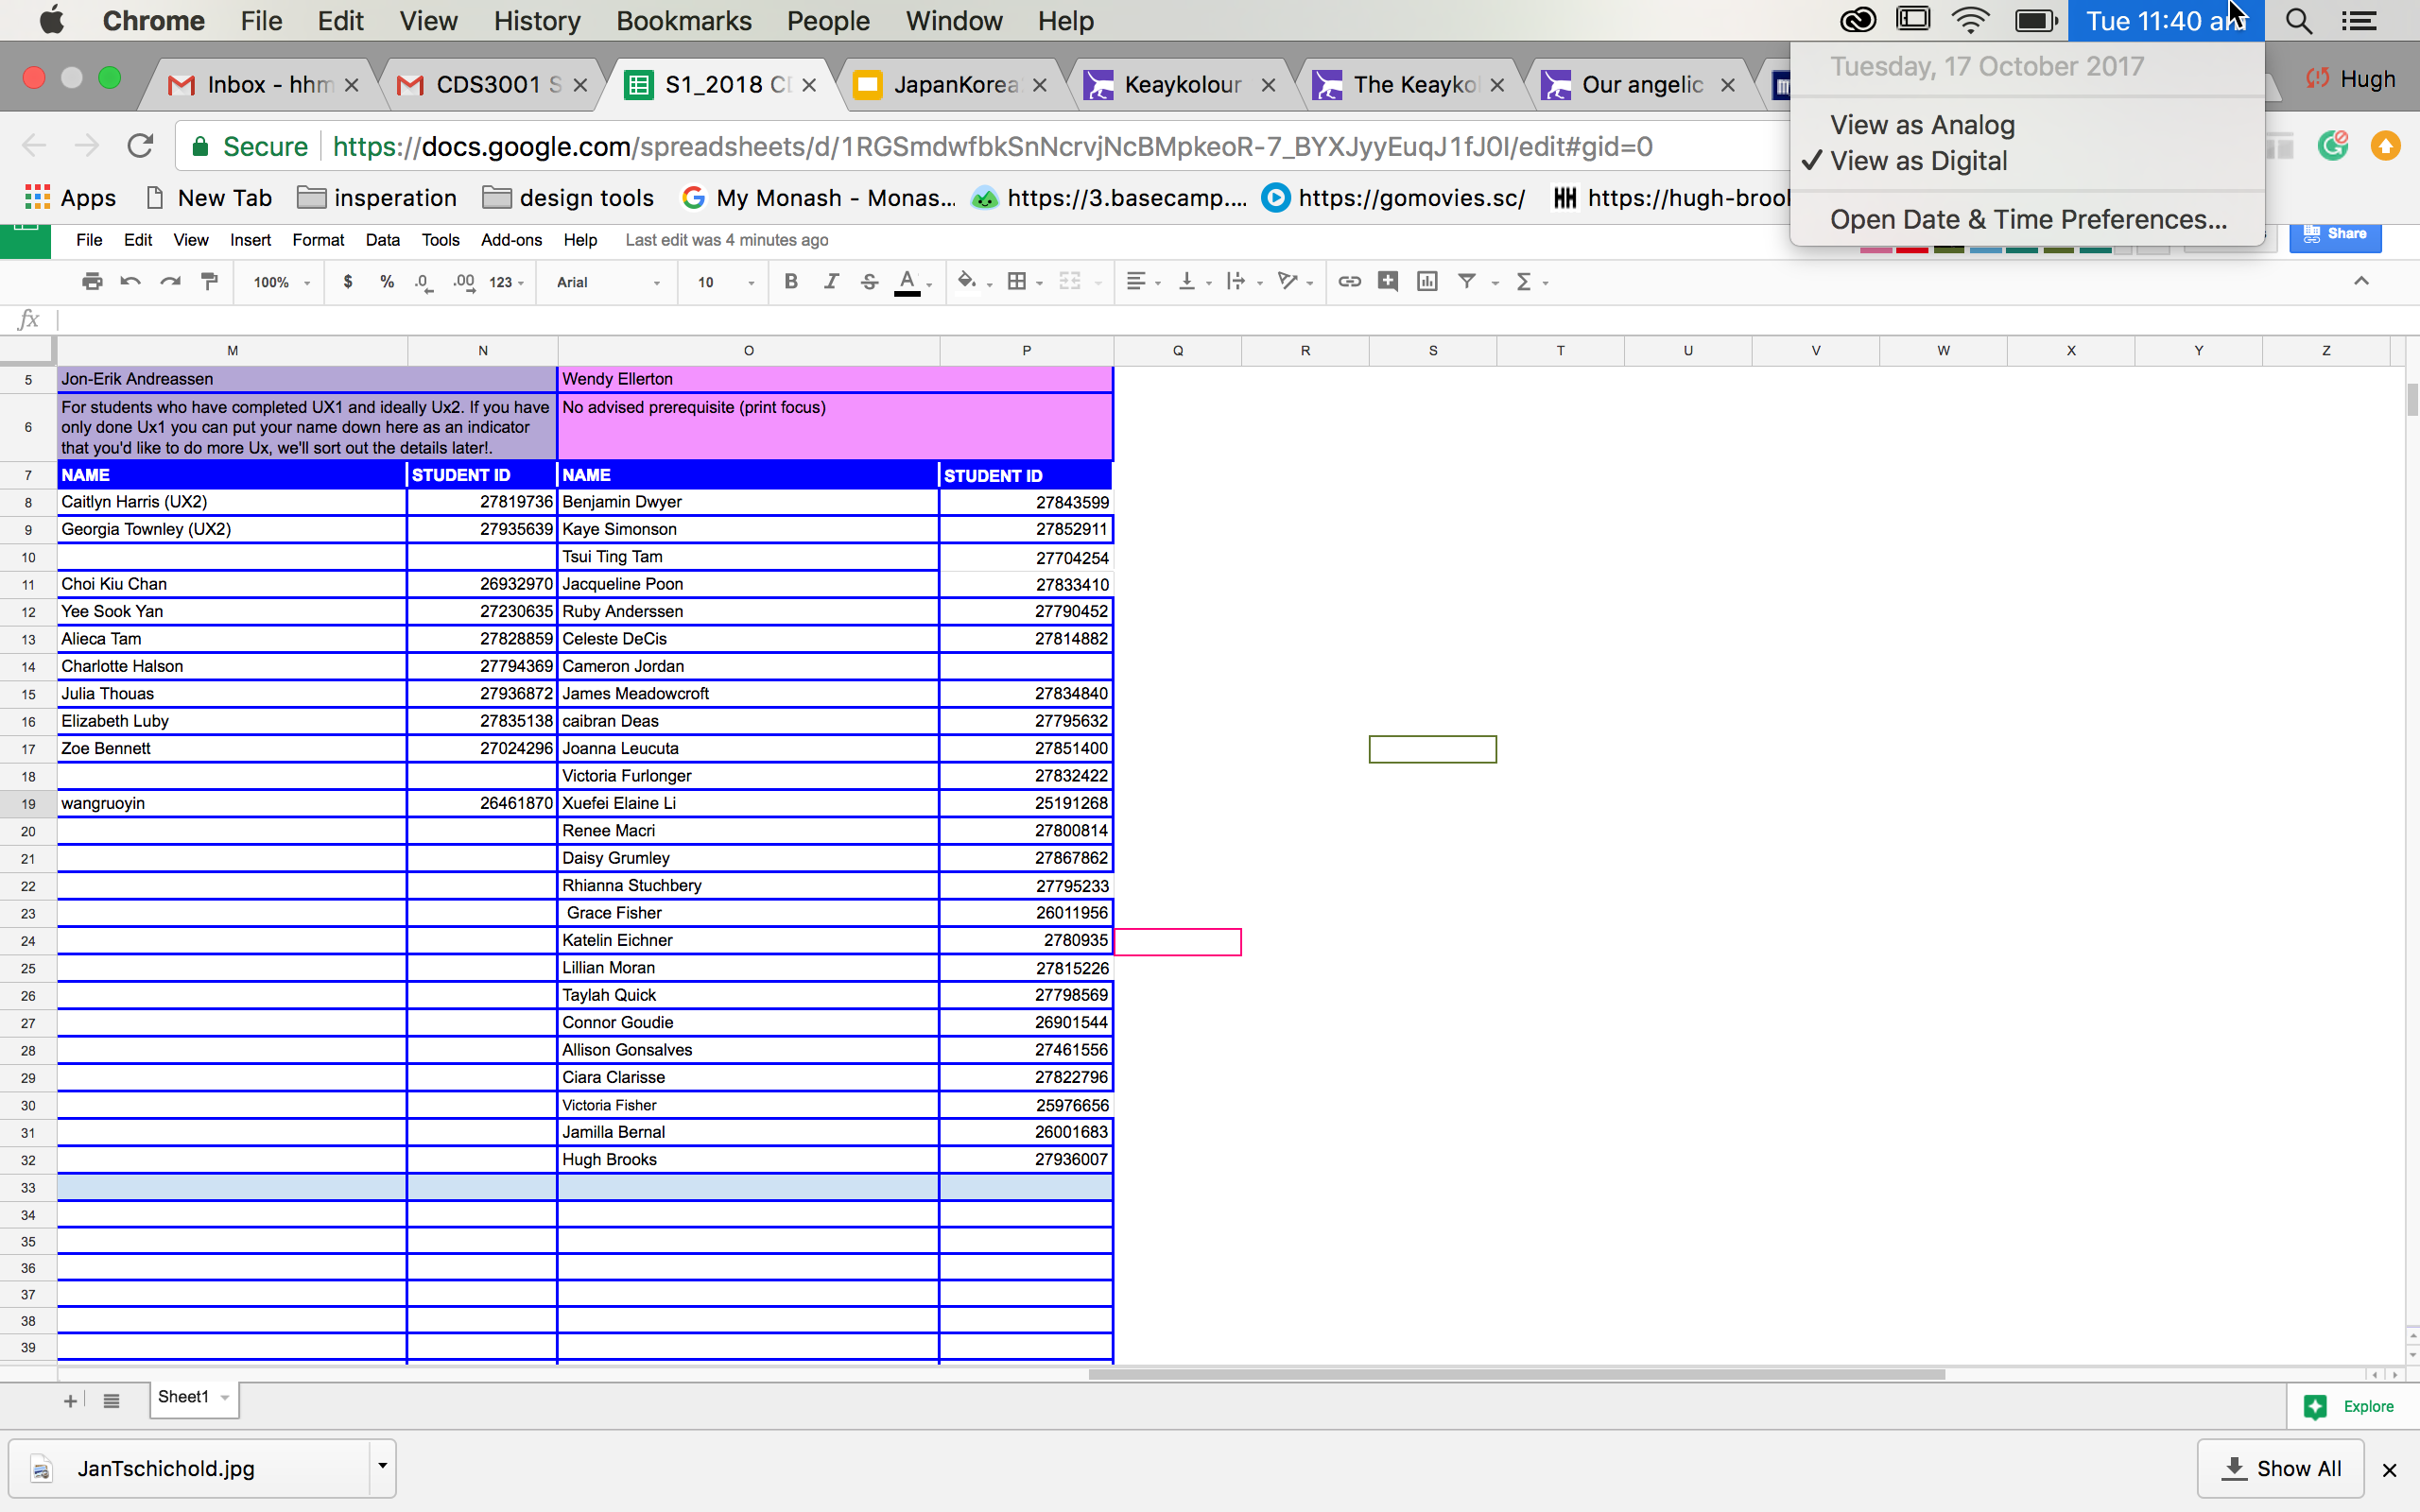 Chrome File Edit View History Bookmarks People Window Help Tue 11:40 am
Tuesday, 17 October 2017
View as Analog
✓ View as Digital
Open Date & Time Preferences...
Inbox - hhm CDS3001 S S1_2018 CD JapanKorea Keaykolour The Keayko Our angelic Hugh
Secure https://docs.google.com/spreadsheets/d/1RGSmdwfbkSnNcrvjNcBMpkeoR-7_BYXJyyEuqJ1fJ0I/edit#gid=0
Apps New Tab insperation design tools My Monash - Monas... https://3.basecamp.... https://gomovies.sc/ https://hugh-brook
File Edit View Insert Format Data Tools Add-ons Help Last edit was 4 minutes ago Share
100% $ % .0 .00 123 Arial 10 B I S A
fx
M N O P Q R S T U V W X Y Z
5 Jon-Erik Andreassen Wendy Ellerton
6 For students who have completed UX1 and ideally Ux2. If you have No advised prerequisite (print focus)
only done Ux1 you can put your name down here as an indicator
that you'd like to do more Ux, we'll sort out the details later!.
7 NAME STUDENT ID NAME STUDENT ID
8 Caitlyn Harris (UX2) 27819736 Benjamin Dwyer 27843599
9 Georgia Townley (UX2) 27935639 Kaye Simonson 27852911
10 Tsui Ting Tam 27704254
11 Choi Kiu Chan 26932970 Jacqueline Poon 27833410
12 Yee Sook Yan 27230635 Ruby Anderssen 27790452
13 Alieca Tam 27828859 Celeste DeCis 27814882
14 Charlotte Halson 27794369 Cameron Jordan
15 Julia Thouas 27936872 James Meadowcroft 27834840
16 Elizabeth Luby 27835138 caibran Deas 27795632
17 Zoe Bennett 27024296 Joanna Leucuta 27851400
18 Victoria Furlonger 27832422
19 wangruoyin 26461870 Xuefei Elaine Li 25191268
20 Renee Macri 27800814
21 Daisy Grumley 27867862
22 Rhianna Stuchbery 27795233
23 Grace Fisher 26011956
24 Katelin Eichner 2780935
25 Lillian Moran 27815226
26 Taylah Quick 27798569
27 Connor Goudie 26901544
28 Allison Gonsalves 27461556
29 Ciara Clarisse 27822796
30 Victoria Fisher 25976656
31 Jamilla Bernal 26001683
32 Hugh Brooks 27936007
33
34
35
36
37
38
39
Sheet1 Explore
JanTschichold.jpg Show All